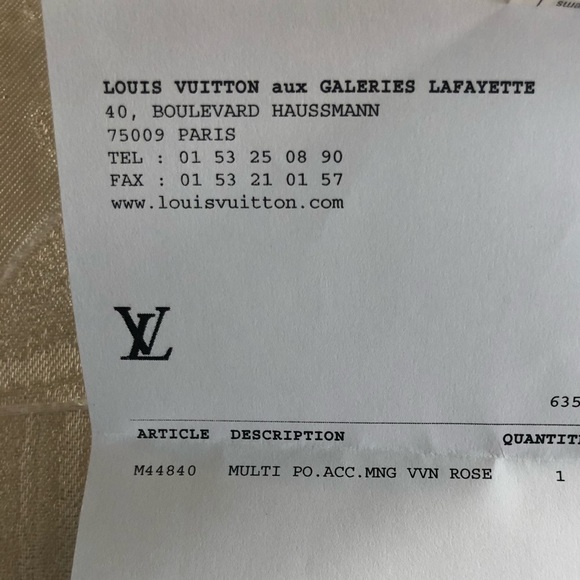 LOUIS VUITTON aux GALERIES LAFAYETTE
40, BOULEVARD HAUSSMANN
75009 PARIS
TEL : 01 53 25 08 90
FAX : 01 53 21 01 57
www.louisvuitton.com
LV
635
ARTICLE DESCRIPTION QUANTITE
M44840 MULTI PO.ACC.MNG VVN ROSE 1